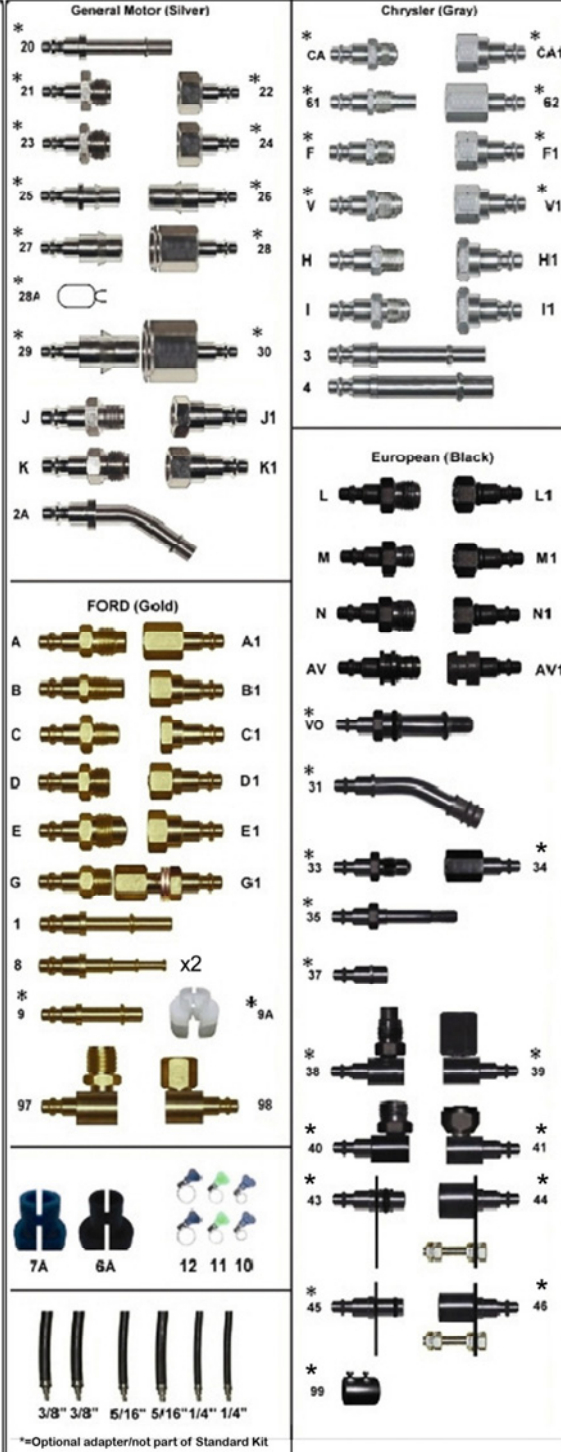 General Motor (Silver)
* 20
* 21
* 22
* 23
* 24
* 25
* 26
* 27
* 28
* 28A
* 29
* 30
J
J1
K
K1
2A
FORD (Gold)
A
A1
B
B1
C
C1
D
D1
E
E1
G
G1
1
8
x2
* 9
* 9A
97
98
7A
6A
12
11
10
3/8"
3/8"
5/16"
5/16"
1/4"
1/4"
*=Optional adapter/not part of Standard Kit
Chrysler (Gray)
* CA
* CA1
* 61
* 62
* F
* F1
* V
* V1
H
H1
I
I1
3
4
European (Black)
L
L1
M
M1
N
N1
AV
AV1
* VO
* 31
* 33
* 34
* 35
* 37
* 38
* 39
* 40
* 41
* 43
* 44
* 45
* 46
* 99